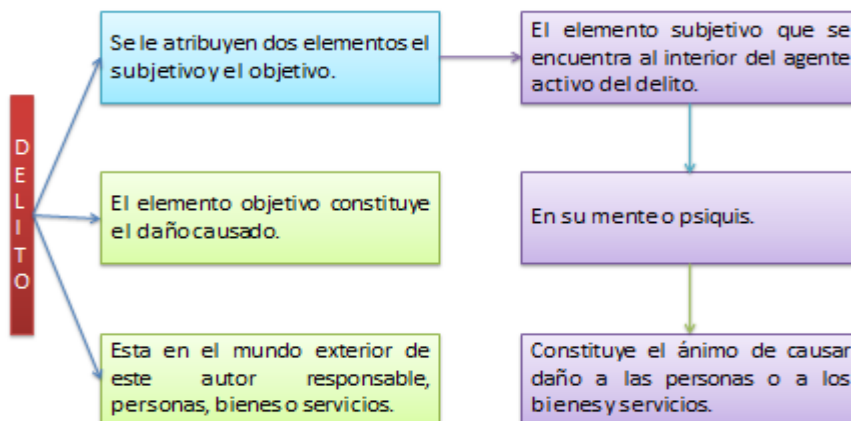 DELITO
Se le atribuyen dos elementos el
subjetivo y el objetivo.
El elemento subjetivo que se
encuentra al interior del agente
activo del delito.
El elemento objetivo constituye
el daño causado.
En su mente o psiquis.
Esta en el mundo exterior de
este autor responsable,
personas, bienes o servicios.
Constituye el ánimo de causar
daño a las personas o a los
bienes y servicios.